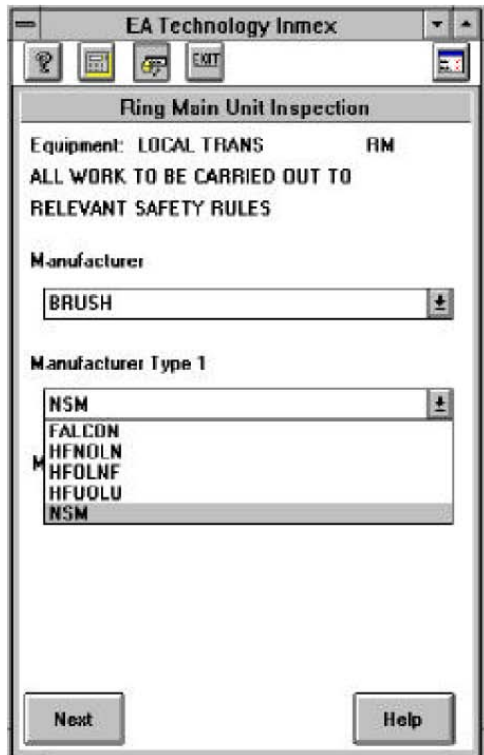 EA Technology Inmex
EXIT
Ring Main Unit Inspection
Equipment: LOCAL TRANS RM
ALL WORK TO BE CARRIED OUT TO
RELEVANT SAFETY RULES
Manufacturer
BRUSH
Manufacturer Type 1
NSM
FALCON
HFNOLN
M
HFOLNF
HFUOLU
NSM
Next
Help